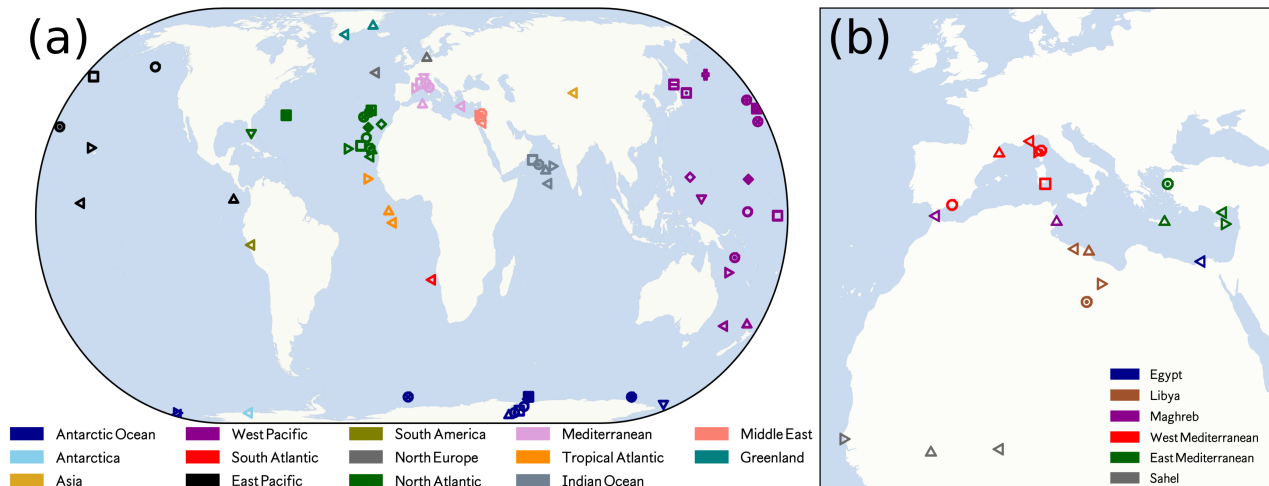 (a)
(b)
Antarctic Ocean
West Pacific
South America
Mediterranean
Middle East
Antarctica
South Atlantic
North Europe
Tropical Atlantic
Greenland
Asia
East Pacific
North Atlantic
Indian Ocean
Egypt
Libya
Maghreb
West Mediterranean
East Mediterranean
Sahel